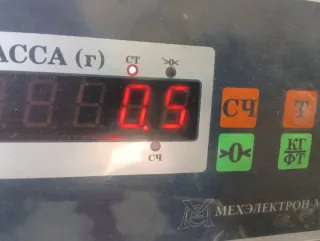 АССА (г)
СТ >0<
0.5
СЧ
СЧ Т
>0< КГ
ФТ
МЕХЭЛЕКТРОН-М